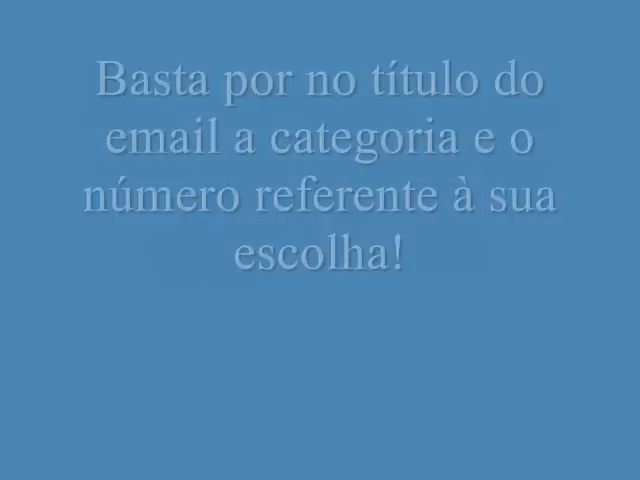 Basta por no título do
email a categoria e o
número referente à sua
escolha!